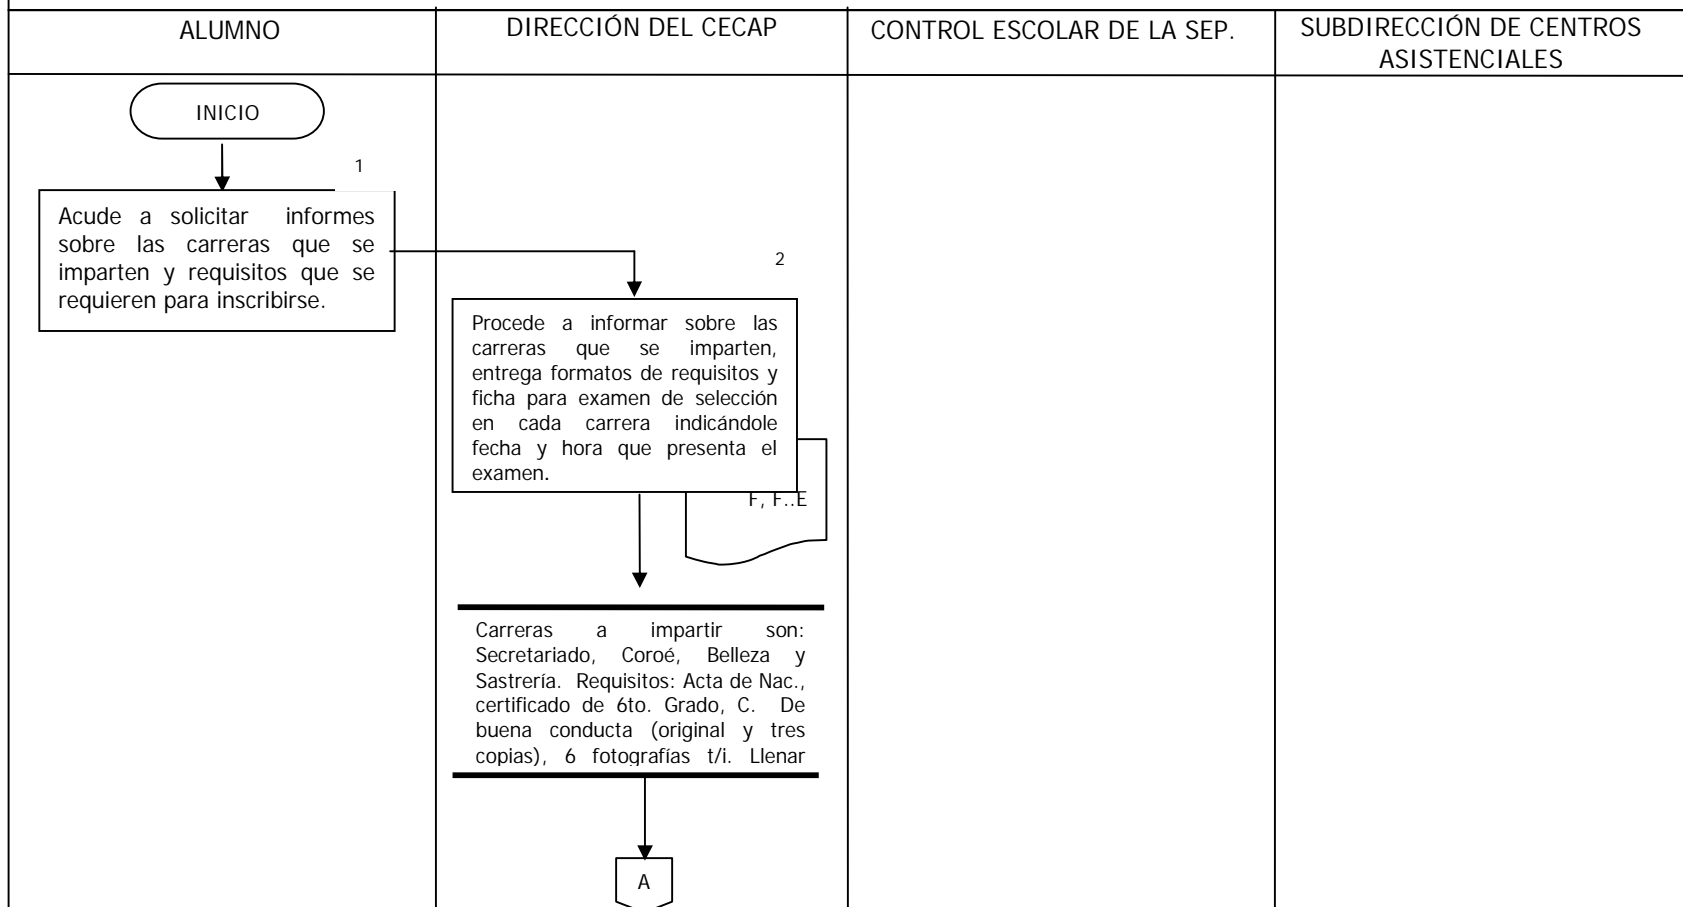 ALUMNO
DIRECCIÓN DEL CECAP
CONTROL ESCOLAR DE LA SEP.
SUBDIRECCIÓN DE CENTROS
ASISTENCIALES
INICIO
1
Acude a solicitar informes
sobre las carreras que se
imparten y requisitos que se
requieren para inscribirse.
2
Procede a informar sobre las
carreras que se imparten,
entrega formatos de requisitos y
ficha para examen de selección
en cada carrera indicándole
fecha y hora que presenta el
examen.
F, F..E
Carreras a impartir son:
Secretariado, Coroé, Belleza y
Sastrería. Requisitos: Acta de Nac.,
certificado de 6to. Grado, C. De
buena conducta (original y tres
copias), 6 fotografías t/i. Llenar
A